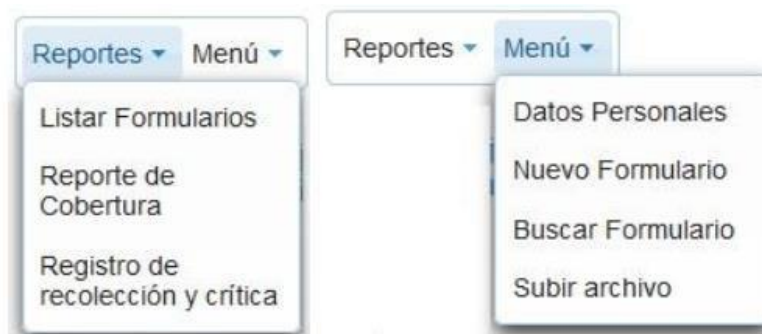 Reportes Menú
Listar Formularios
Reporte de
Cobertura
Registro de
recolección y crítica
Reportes Menú
Datos Personales
Nuevo Formulario
Buscar Formulario
Subir archivo